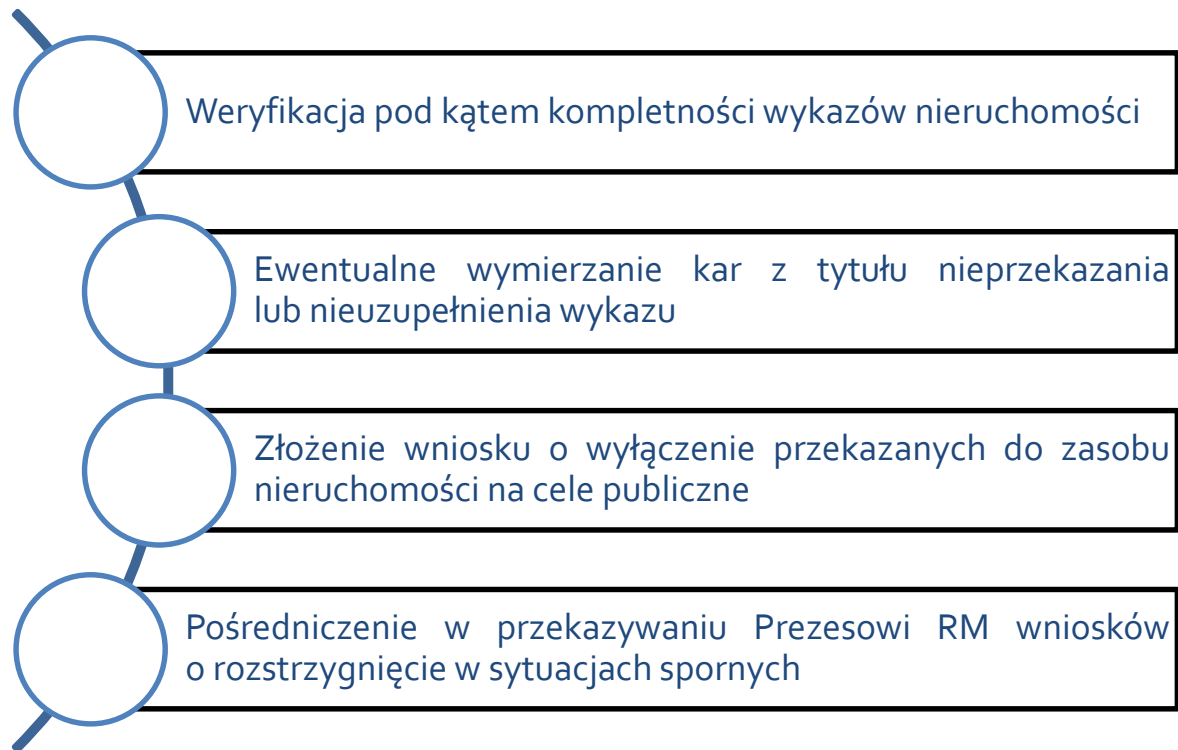 Weryfikacja pod kątem kompletności wykazów nieruchomości
Ewentualne wymierzanie kar z tytułu nieprzekazania
lub nieuzupełnienia wykazu
Złożenie wniosku o wyłączenie przekazanych do zasobu
nieruchomości na cele publiczne
Pośredniczenie w przekazywaniu Prezesowi RM wniosków
o rozstrzygnięcie w sytuacjach spornych